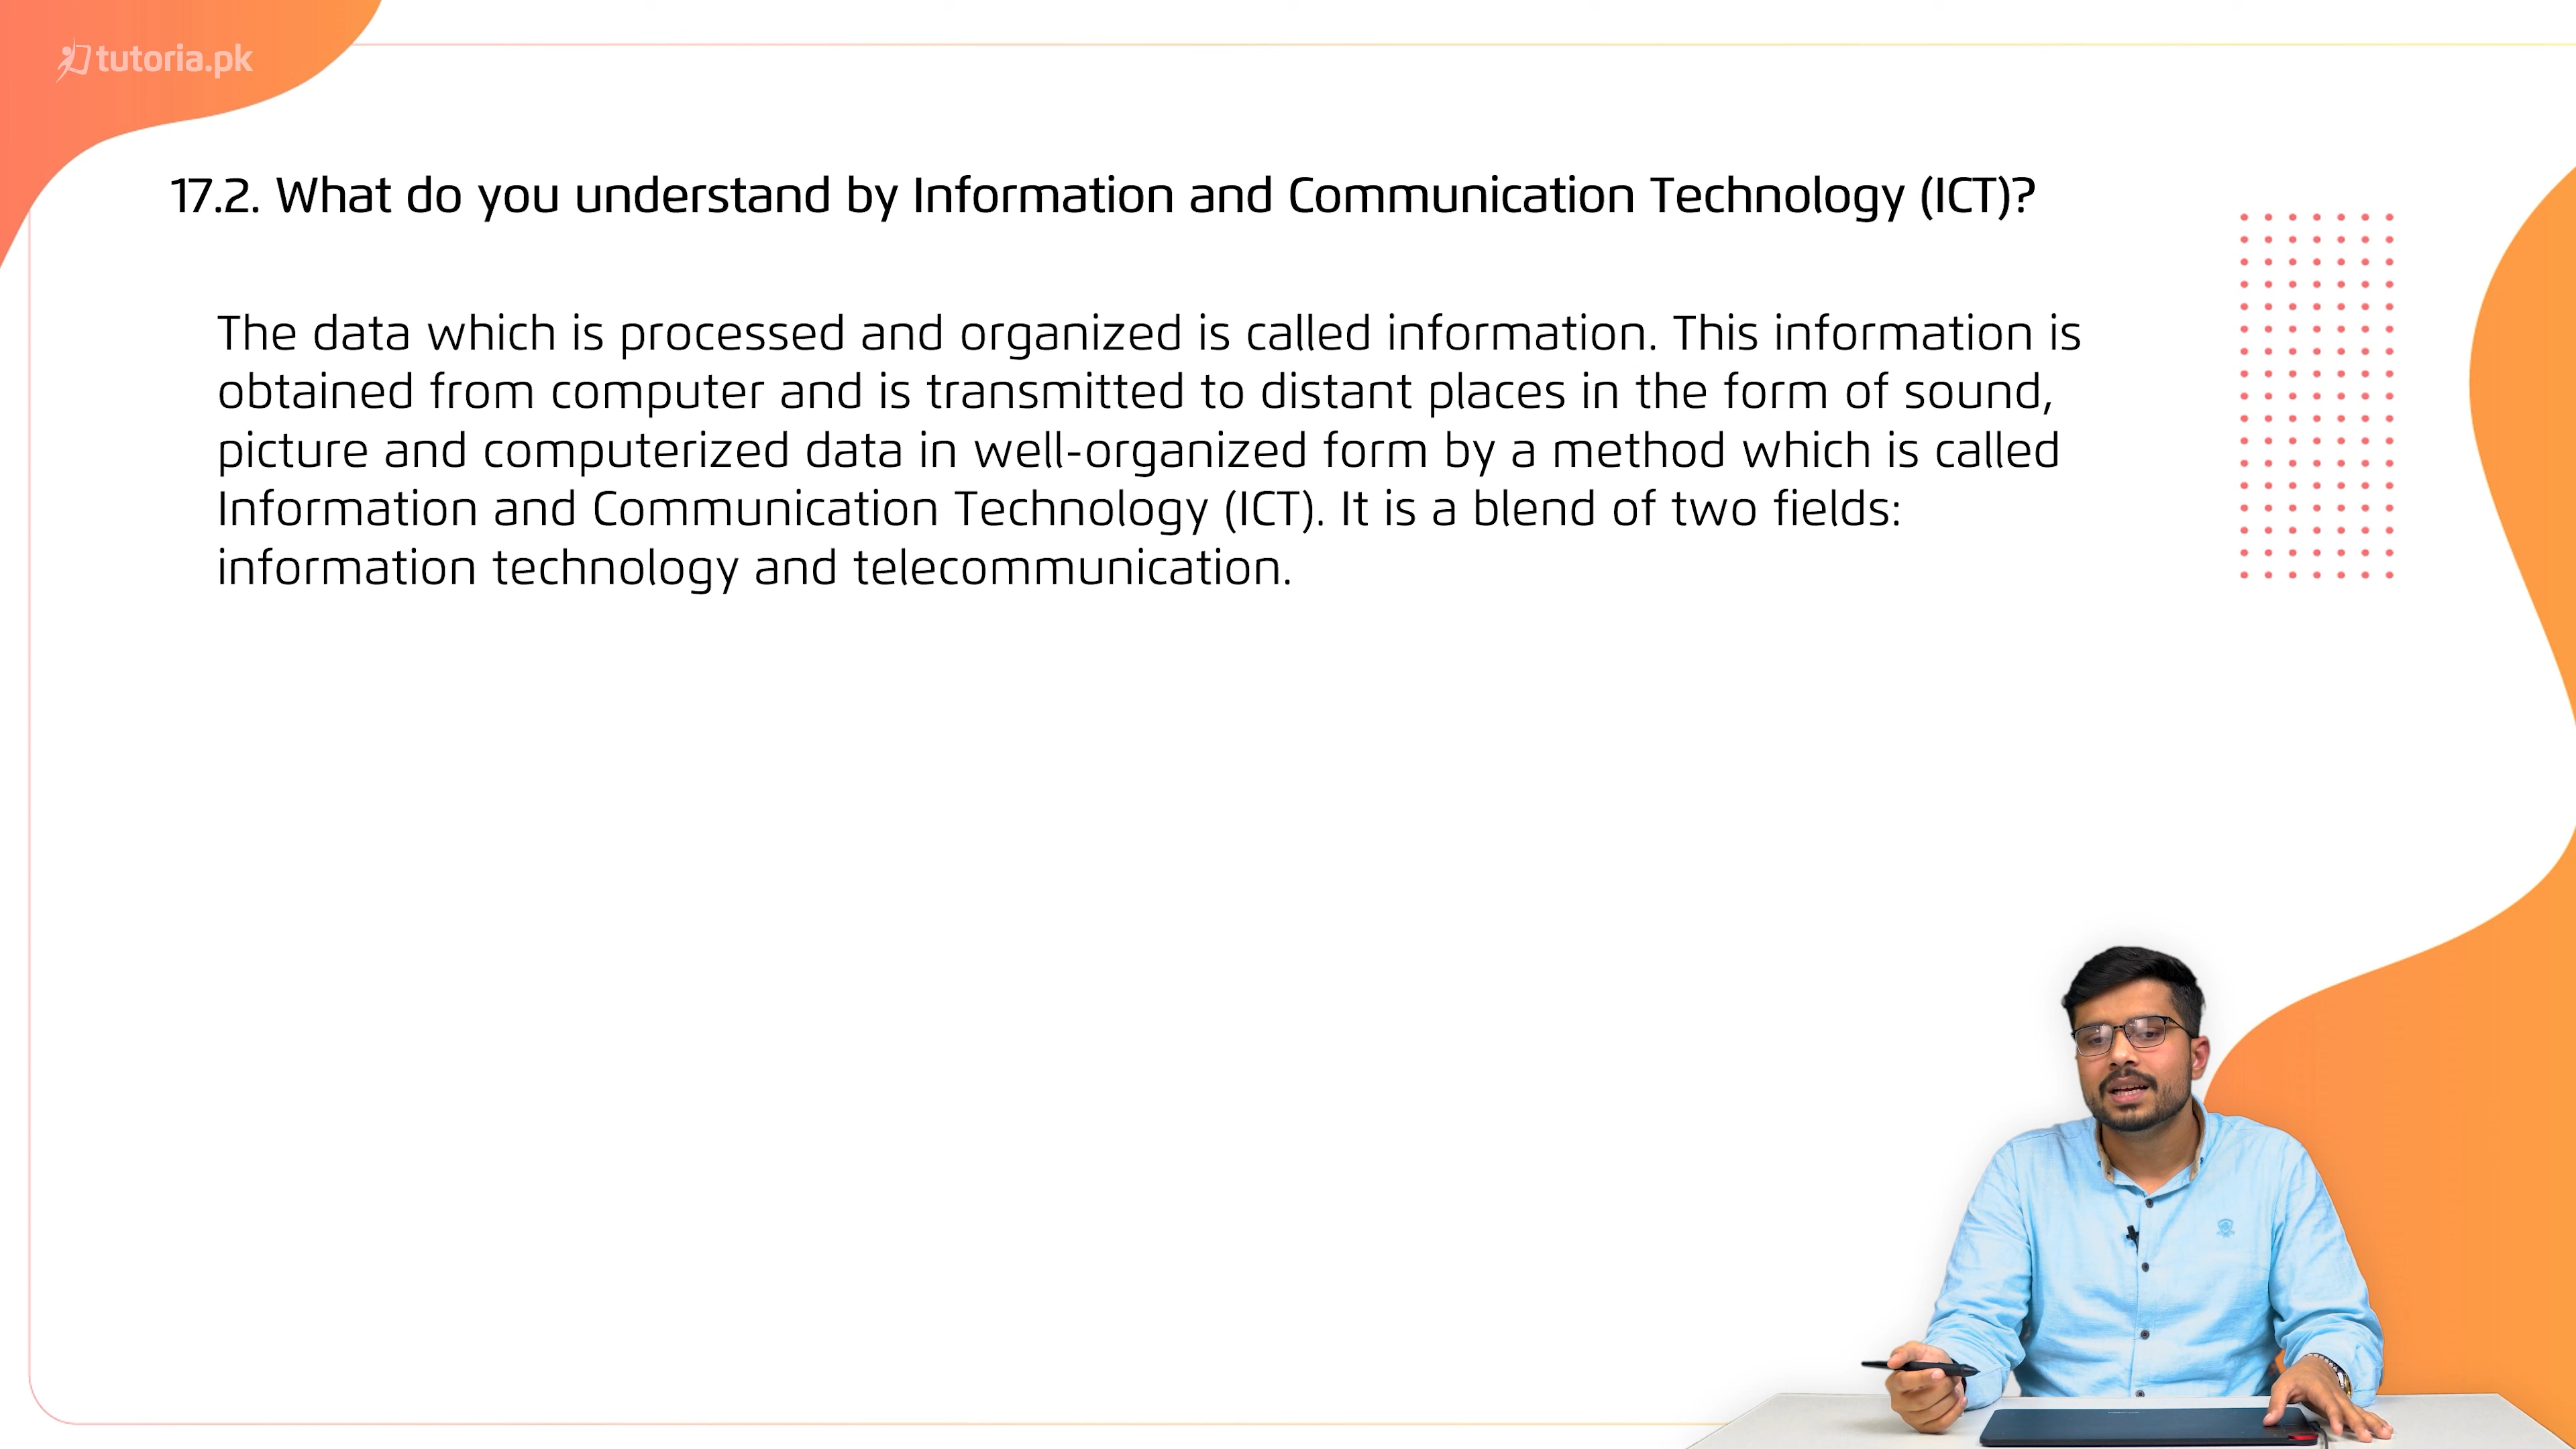 tutoria.pk
17.2. What do you understand by Information and Communication Technology (ICT)?
The data which is processed and organized is called information. This information is
obtained from computer and is transmitted to distant places in the form of sound,
picture and computerized data in well-organized form by a method which is called
Information and Communication Technology (ICT). It is a blend of two fields:
information technology and telecommunication.